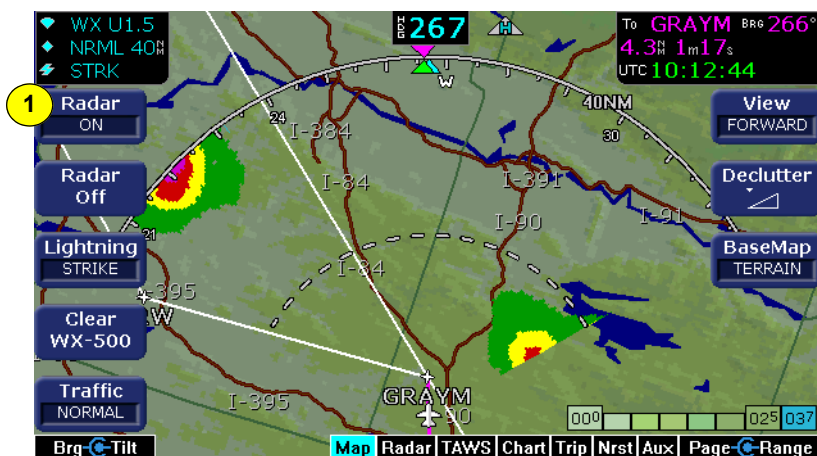 WX U1.5
NRML 40NM
STRK
HDG 267
To GRAYM BRG 266°
4.3NM 1m17s
UTC 10:12:44
1
Radar
ON
Radar
Off
Lightning
STRIKE
Clear
WX-500
Traffic
NORMAL
View
FORWARD
Declutter
BaseMap
TERRAIN
W
40NM
30
24
21
I-384
I-84
I-391
I-90
I-91
I-84
I-395
W
GRAYM
I-395
90
000 025 037
Brg Tilt
Map Radar TAWS Chart Trip Nrst Aux Page Range